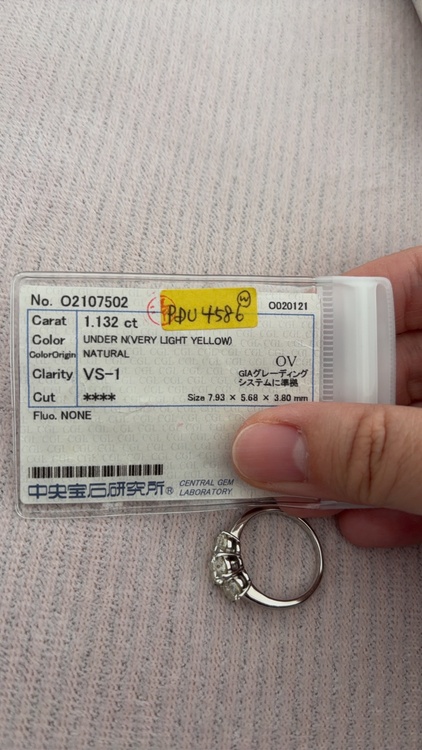 No. O2107502
PDU4586
W
O020121
Carat 1.132 ct
Color UNDER N(VERY LIGHT YELLOW)
ColorOrigin NATURAL
OV
Clarity VS-1
GIAグレーディング
システムに準拠
Cut ****
Size 7.93 × 5.68 × 3.80 mm
Fluo. NONE
中央宝石研究所®
CENTRAL GEM
LABORATORY